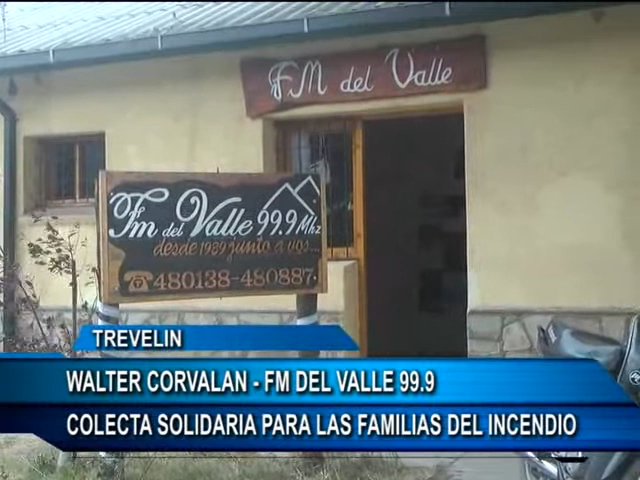 FM del Valle
Fm del Valle 99.9 Mhz
desde 1989 junto a vos...
480138-480887
TREVELIN
WALTER CORVALAN - FM DEL VALLE 99.9
COLECTA SOLIDARIA PARA LAS FAMILIAS DEL INCENDIO